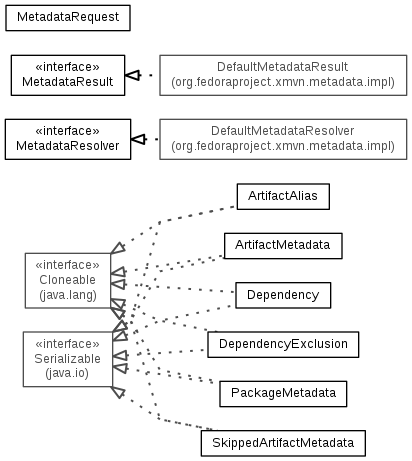 MetadataRequest
«interface»
MetadataResult
DefaultMetadataResult
(org.fedoraproject.xmvn.metadata.impl)
«interface»
MetadataResolver
DefaultMetadataResolver
(org.fedoraproject.xmvn.metadata.impl)
ArtifactAlias
ArtifactMetadata
«interface»
Cloneable
(java.lang)
Dependency
DependencyExclusion
«interface»
Serializable
(java.io)
PackageMetadata
SkippedArtifactMetadata